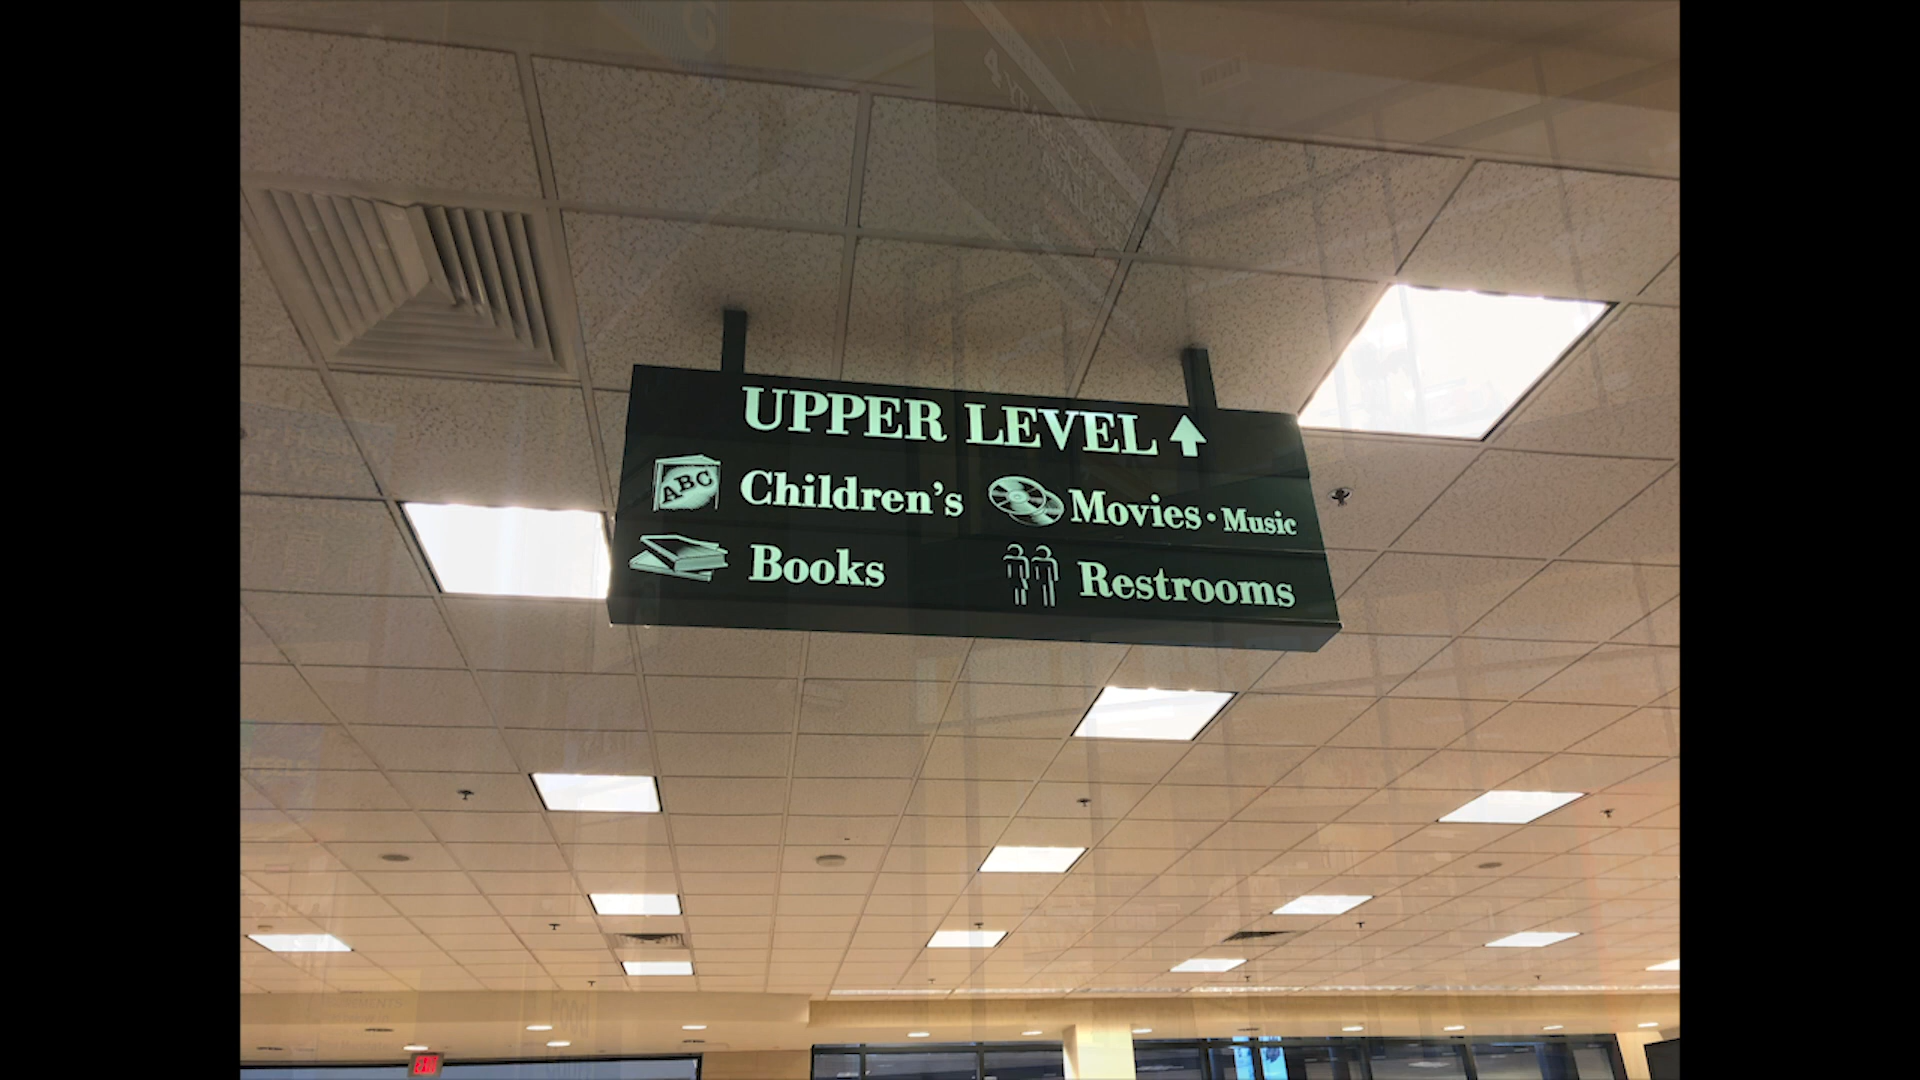 UPPER LEVEL
ABC Children's
Movies · Music
Books
Restrooms